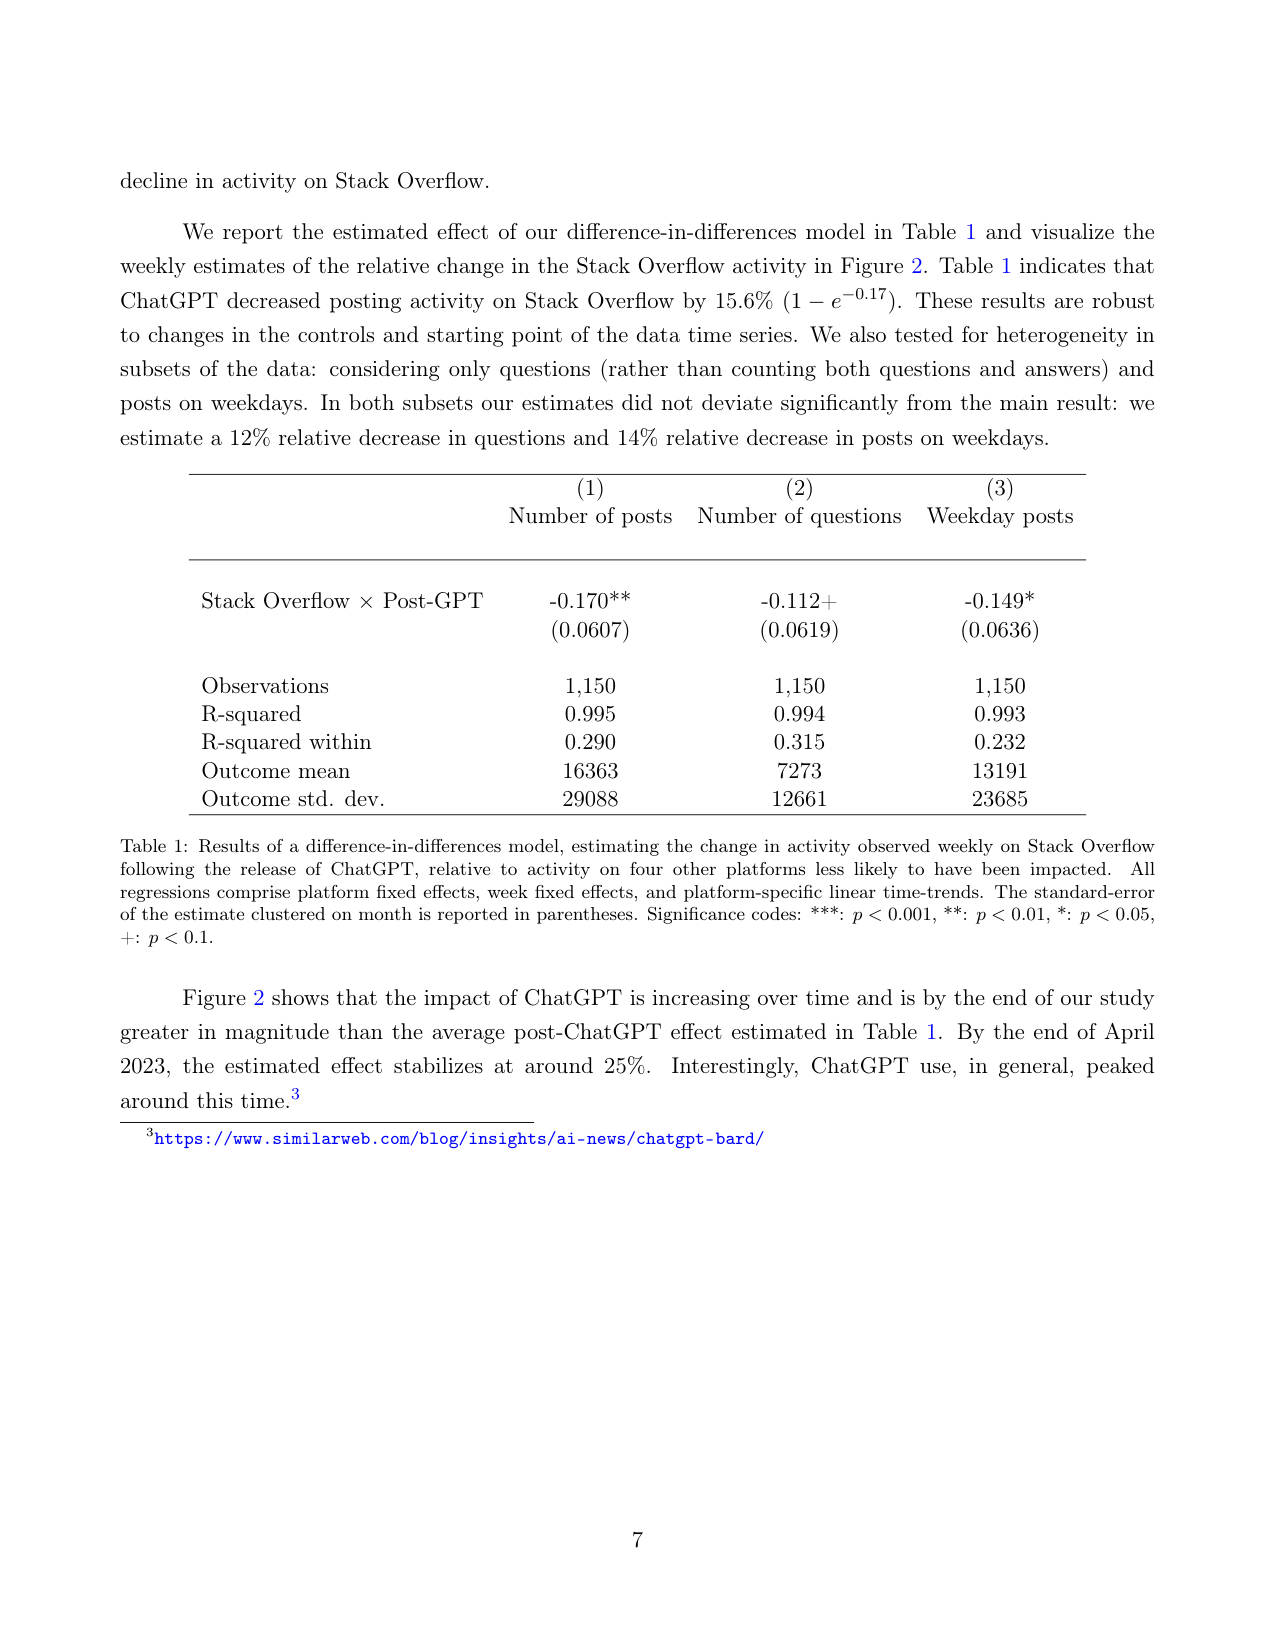 decline in activity on Stack Overflow.
We report the estimated effect of our difference-in-differences model in Table 1 and visualize the
weekly estimates of the relative change in the Stack Overflow activity in Figure 2. Table 1 indicates that
ChatGPT decreased posting activity on Stack Overflow by 15.6% (1 − e^−0.17). These results are robust
to changes in the controls and starting point of the data time series. We also tested for heterogeneity in
subsets of the data: considering only questions (rather than counting both questions and answers) and
posts on weekdays. In both subsets our estimates did not deviate significantly from the main result: we
estimate a 12% relative decrease in questions and 14% relative decrease in posts on weekdays.
(1) (2) (3)
Number of posts Number of questions Weekday posts
Stack Overflow × Post-GPT -0.170** -0.112+ -0.149*
(0.0607) (0.0619) (0.0636)
Observations 1,150 1,150 1,150
R-squared 0.995 0.994 0.993
R-squared within 0.290 0.315 0.232
Outcome mean 16363 7273 13191
Outcome std. dev. 29088 12661 23685
Table 1: Results of a difference-in-differences model, estimating the change in activity observed weekly on Stack Overflow
following the release of ChatGPT, relative to activity on four other platforms less likely to have been impacted. All
regressions comprise platform fixed effects, week fixed effects, and platform-specific linear time-trends. The standard-error
of the estimate clustered on month is reported in parentheses. Significance codes: ***: p < 0.001, **: p < 0.01, *: p < 0.05,
+: p < 0.1.
Figure 2 shows that the impact of ChatGPT is increasing over time and is by the end of our study
greater in magnitude than the average post-ChatGPT effect estimated in Table 1. By the end of April
2023, the estimated effect stabilizes at around 25%. Interestingly, ChatGPT use, in general, peaked
around this time.3
3https://www.similarweb.com/blog/insights/ai-news/chatgpt-bard/
7